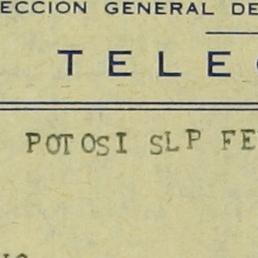 ECCION GENERAL DE
TELE
POTOSI SLP FE